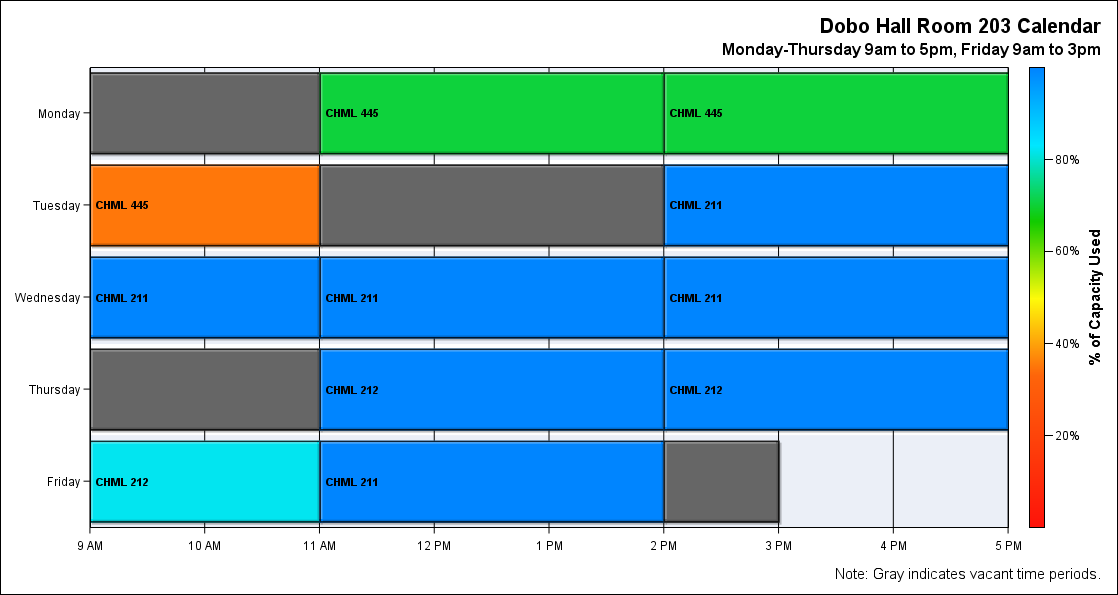 Dobo Hall Room 203 Calendar
Monday-Thursday 9am to 5pm, Friday 9am to 3pm
Monday
CHML 445
CHML 445
Tuesday
CHML 445
CHML 211
Wednesday
CHML 211
CHML 211
CHML 211
Thursday
CHML 212
CHML 212
Friday
CHML 212
CHML 211
9 AM
10 AM
11 AM
12 PM
1 PM
2 PM
3 PM
4 PM
5 PM
80%
60%
40%
20%
% of Capacity Used
Note: Gray indicates vacant time periods.